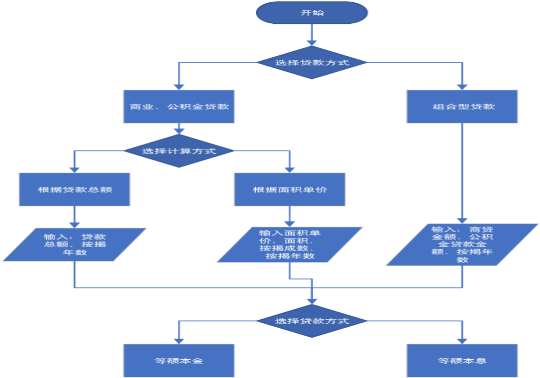 开始
选择贷款方式
商业、公积金贷款
组合型贷款
选择计算方式
根据贷款总额
根据面积单价
输入：贷款
总额、按揭
年数
输入面积单
价、面积、
按揭成数、
按揭年数
输入：商贷
金额、公积
金贷款金
额、按揭年
数
选择贷款方式
等额本金
等额本息